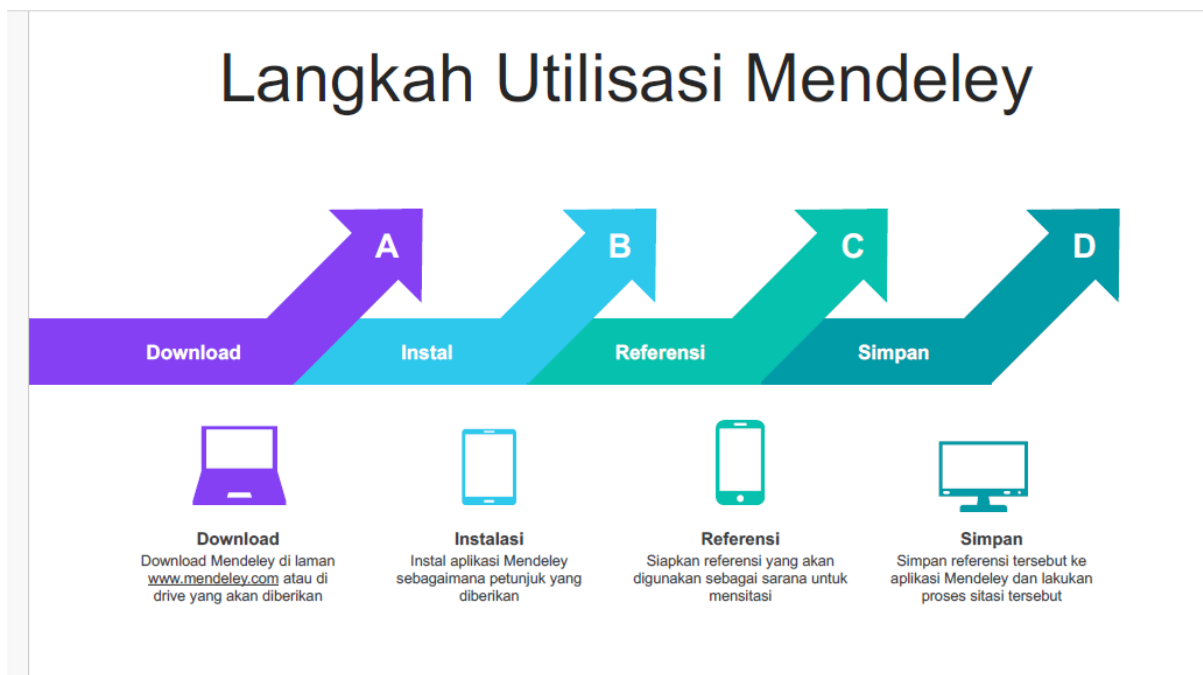 Langkah Utilisasi Mendeley
A
B
C
D
Download
Instal
Referensi
Simpan
Download
Download Mendeley di laman
www.mendeley.com atau di
drive yang akan diberikan
Instalasi
Instal aplikasi Mendeley
sebagaimana petunjuk yang
diberikan
Referensi
Siapkan referensi yang akan
digunakan sebagai sarana untuk
mensitasi
Simpan
Simpan referensi tersebut ke
aplikasi Mendeley dan lakukan
proses sitasi tersebut